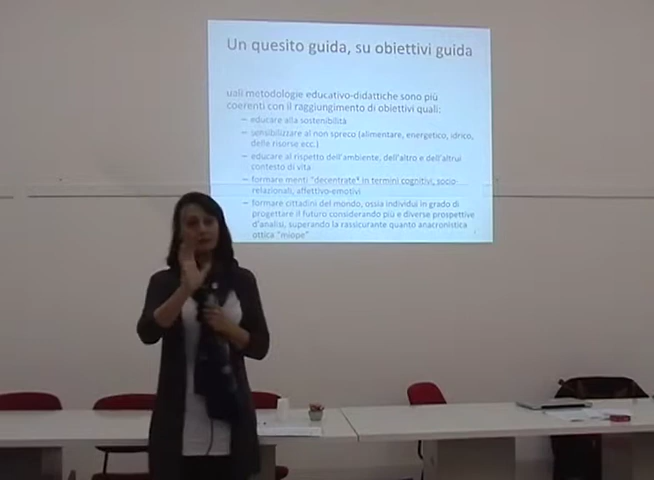 Un quesito guida, su obiettivi guida
uali metodologie educativo-didattiche sono più
coerenti con il raggiungimento di obiettivi quali:
– educare alla sostenibilità
– sensibilizzare al non spreco (alimentare, energetico, idrico,
delle risorse ecc.)
– educare al rispetto dell'ambiente, dell'altro e dell'altrui
contesto di vita
– formare menti "decentrate" in termini cognitivi, socio-
relazionali, affettivo-emotivi
– formare cittadini del mondo, ossia individui in grado di
progettare il futuro considerando più e diverse prospettive
d'analisi, superando la rassicurante quanto anacronistica
ottica "miope"